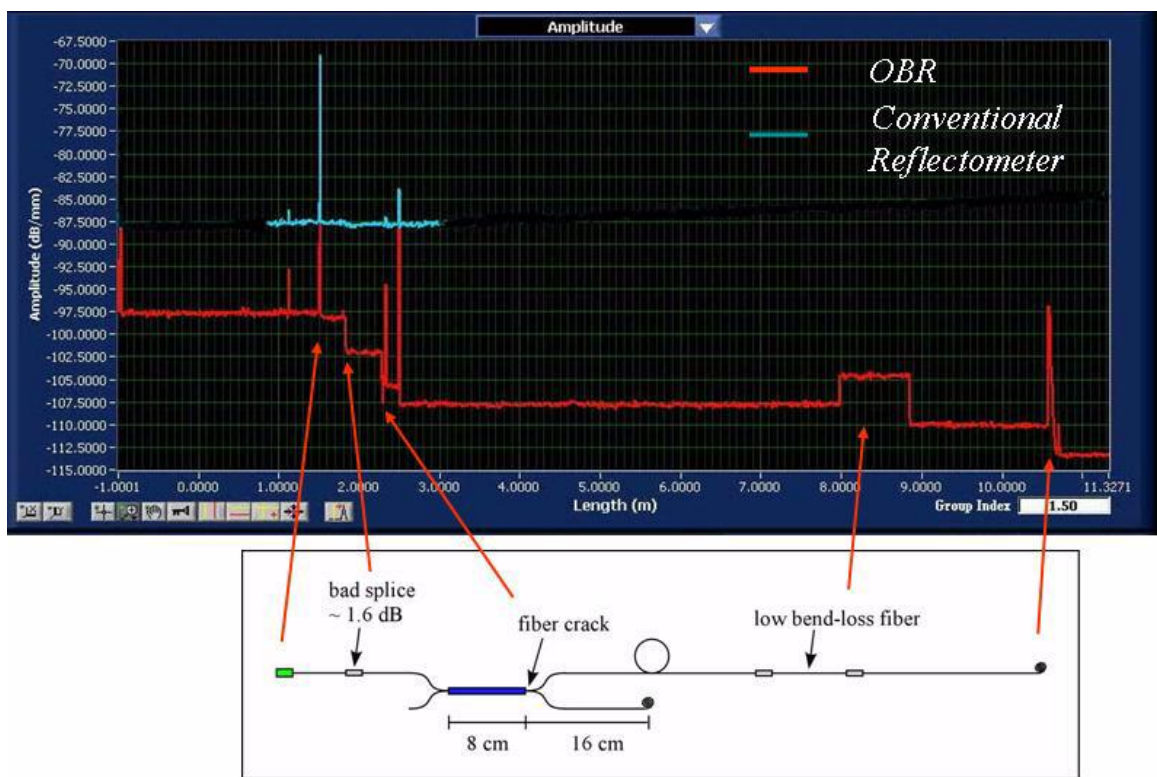 Amplitude
-67.5000
-70.0000
-72.5000
-75.0000
-77.5000
-80.0000
-82.5000
-85.0000
-87.5000
-90.0000
-92.5000
-95.0000
-97.5000
-100.0000
-102.5000
-105.0000
-107.5000
-110.0000
-112.5000
-115.0000
Amplitude (dB/mm)
OBR
Conventional
Reflectometer
-1.0001 0.0000 1.0000 2.0000 3.0000 4.0000 5.0000 6.0000 7.0000 8.0000 9.0000 10.0000 11.3271
Length (m)
Group Index 1.50
bad splice
~ 1.6 dB
fiber crack
low bend-loss fiber
8 cm
16 cm